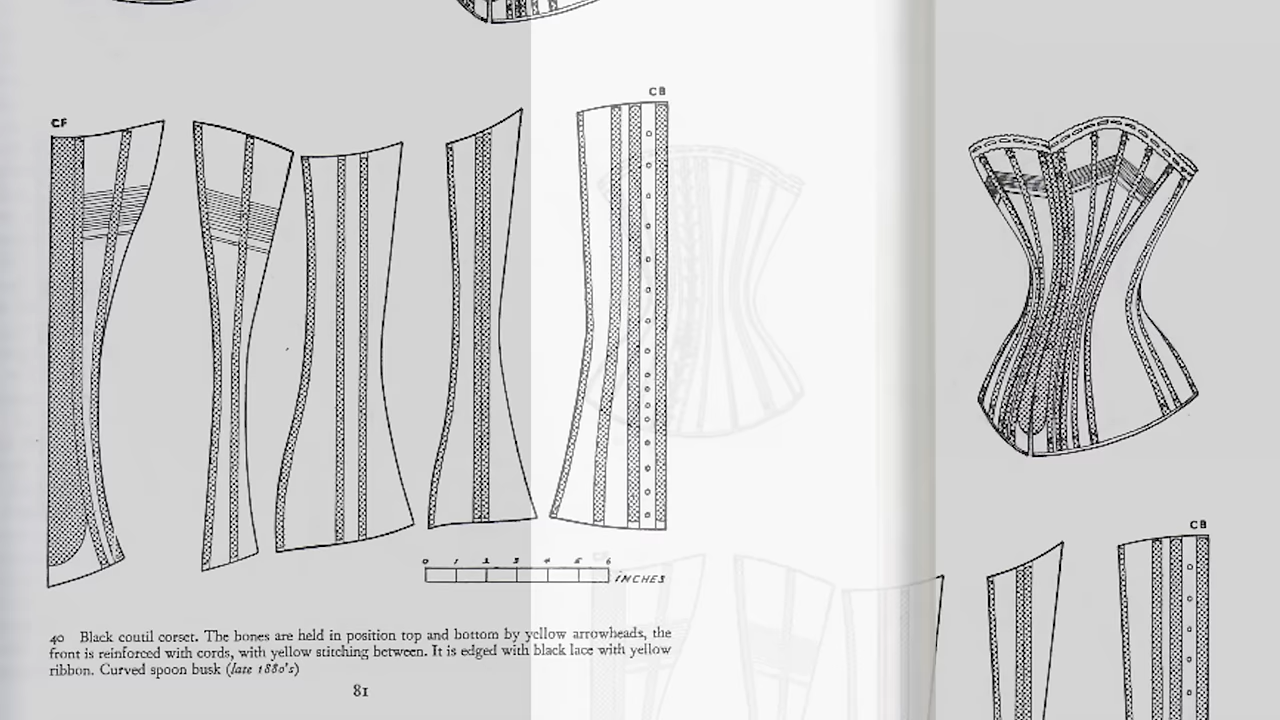 CF
CB
0 1 2 3 4 5 6
INCHES
40 Black coutil corset. The bones are held in position top and bottom by yellow arrowheads, the
front is reinforced with cords, with yellow stitching between. It is edged with black lace with yellow
ribbon. Curved spoon busk (late 1880's)
81
CB